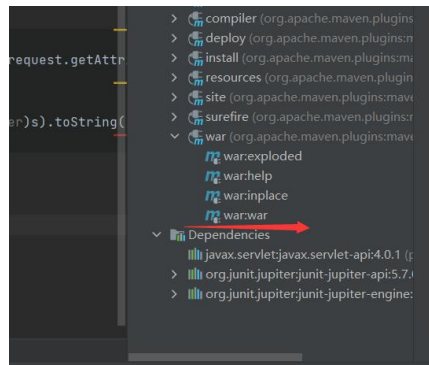 compiler (org.apache.maven.plugins
deploy (org.apache.maven.plugins:m
request.getAttr
install (org.apache.maven.plugins:ma
resources (org.apache.maven.plugin
site (org.apache.maven.plugins:mave
er)s).toString(
surefire (org.apache.maven.plugins:
war (org.apache.maven.plugins:mave
war:exploded
war:help
war:inplace
war:war
Dependencies
javax.servlet:javax.servlet-api:4.0.1 (p
org.junit.jupiter:junit-jupiter-api:5.7.
org.junit.jupiter:junit-jupiter-engine: